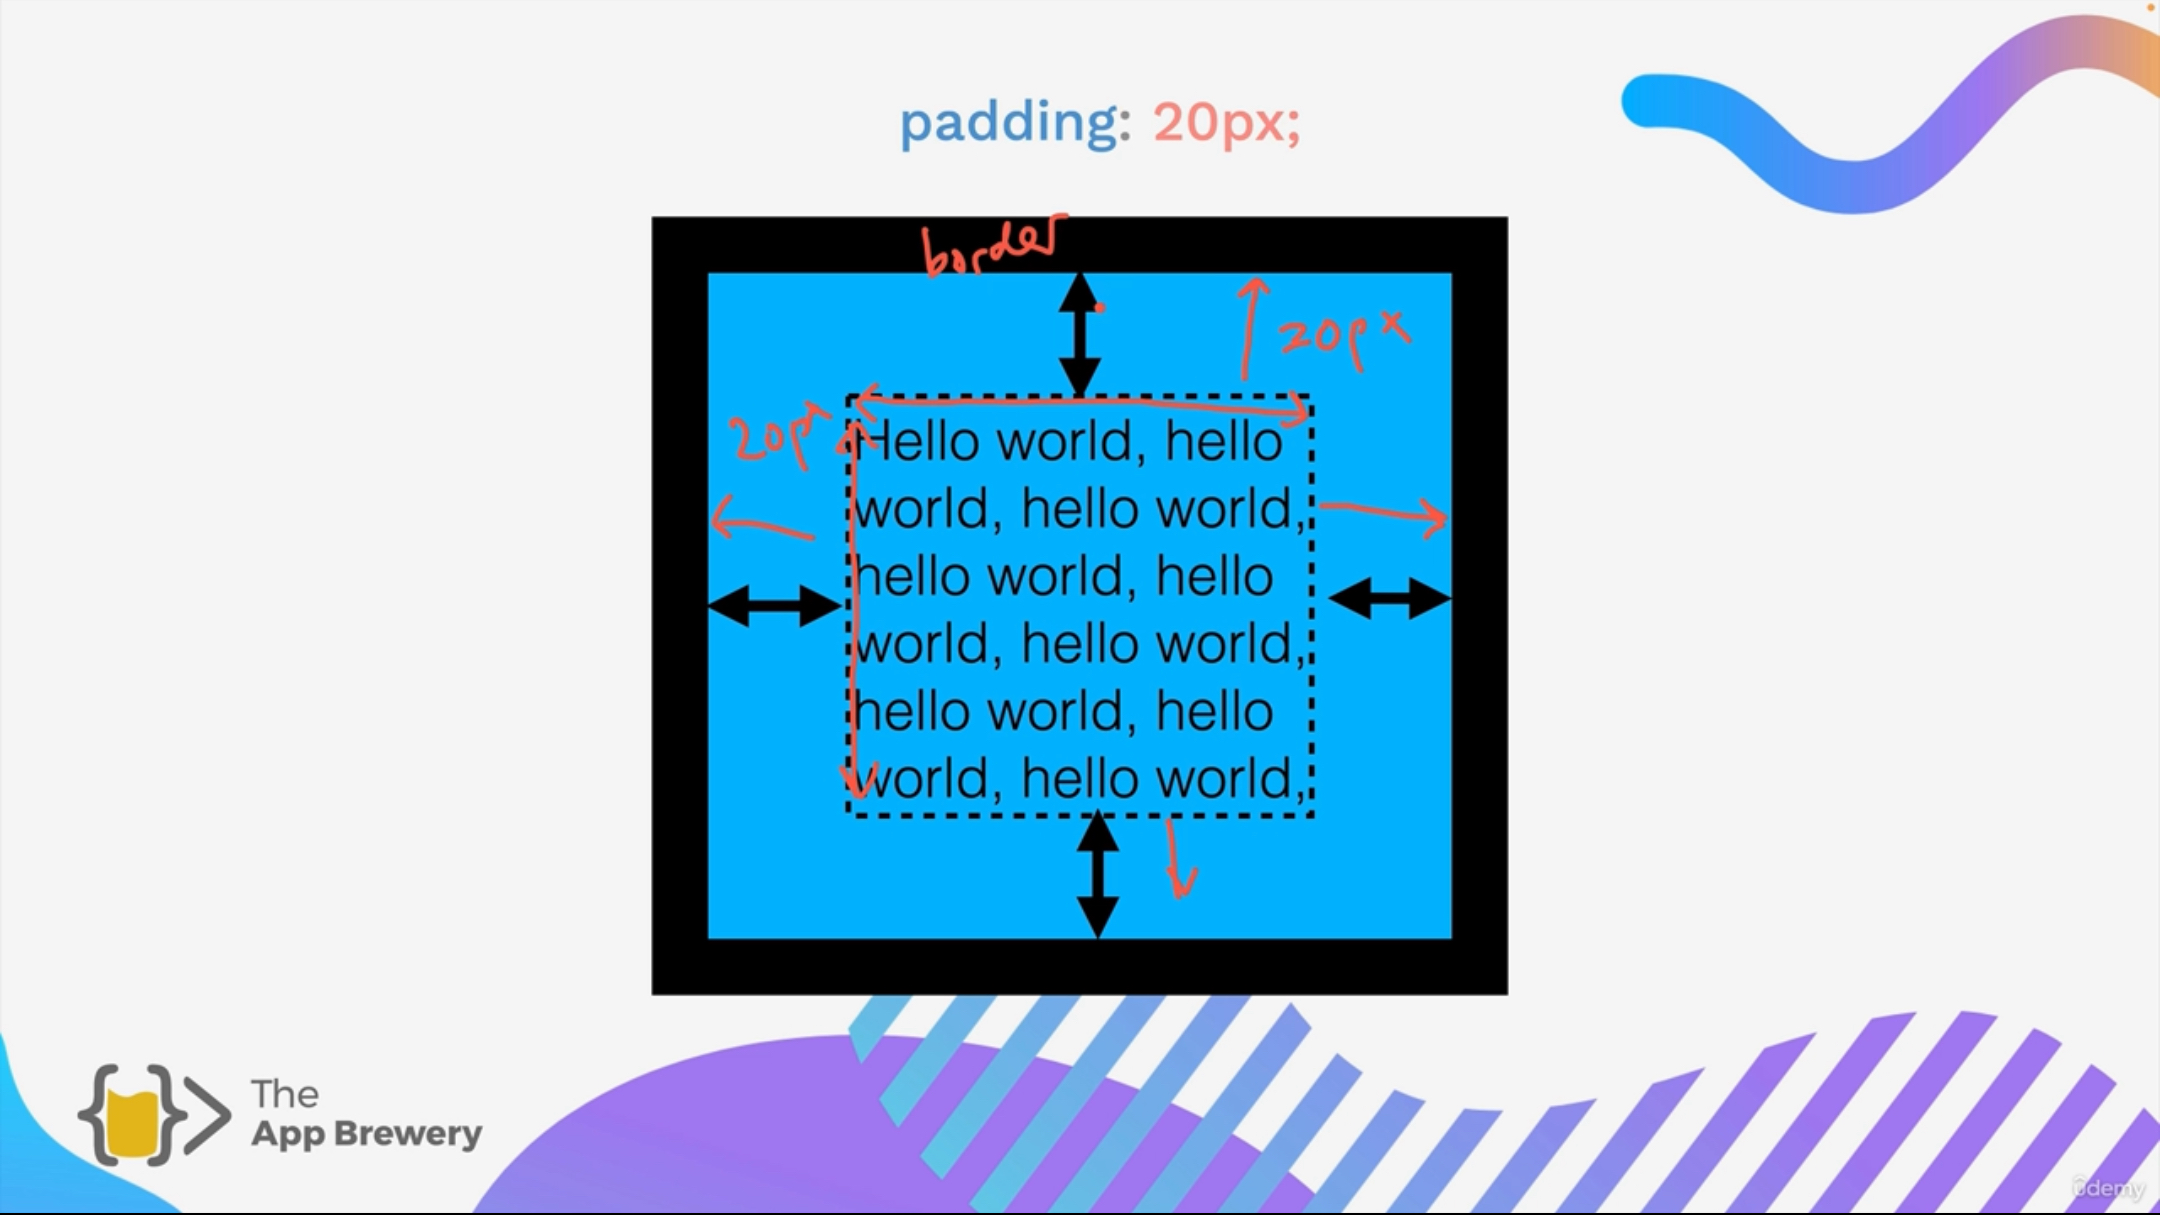 padding: 20px;
border
20px
20px
Hello world, hello
world, hello world,
hello world, hello
world, hello world,
hello world, hello
world, hello world,
The
App Brewery
ûdemy